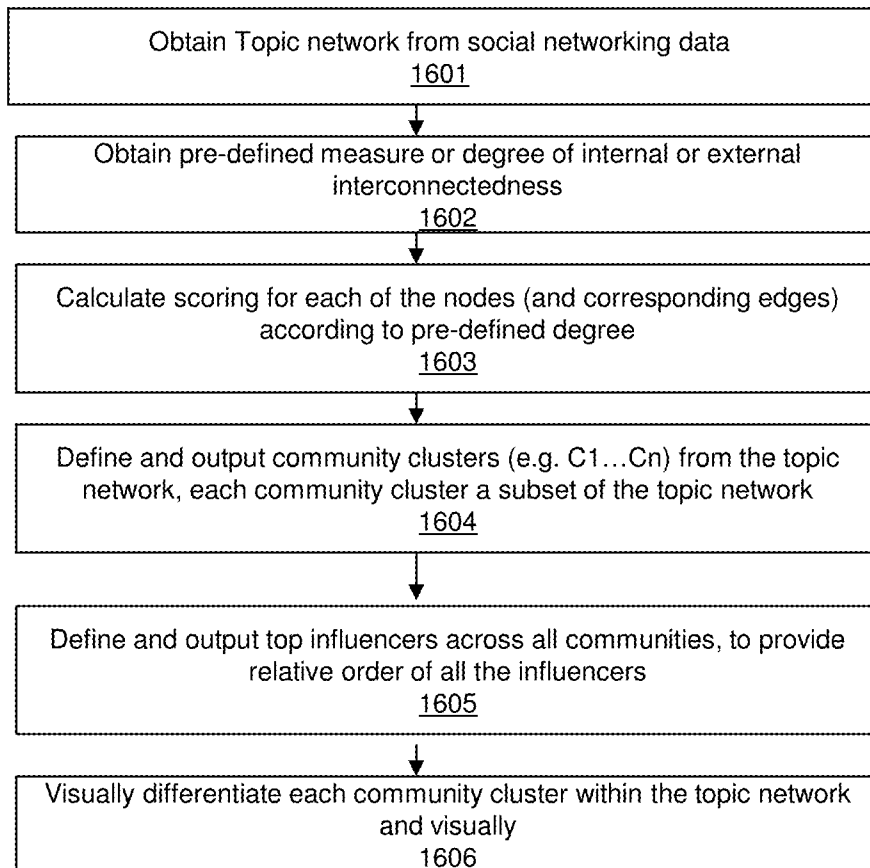 Obtain Topic network from social networking data
1601
Obtain pre-defined measure or degree of internal or external
interconnectedness
1602
Calculate scoring for each of the nodes (and corresponding edges)
according to pre-defined degree
1603
Define and Output community clusters (e.g. C1...Cn) from the topic
network, each community cluster a subset of the topic network
1604
Define and output top influencers across all communities, to provide
relative order of all the influencers
1605
Visually differentiate each community cluster within the topic network
and visually
1606